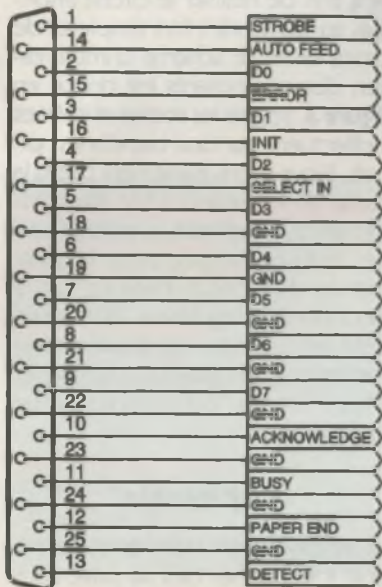 1 STROBE
14 AUTO FEED
2 D0
15 ERROR
3 D1
16 INIT
4 D2
17 SELECT IN
5 D3
18 GND
6 D4
19 GND
7 D5
20 GND
8 D6
21 GND
9 D7
22 GND
10 ACKNOWLEDGE
23 GND
11 BUSY
24 GND
12 PAPER END
25 GND
13 DETECT